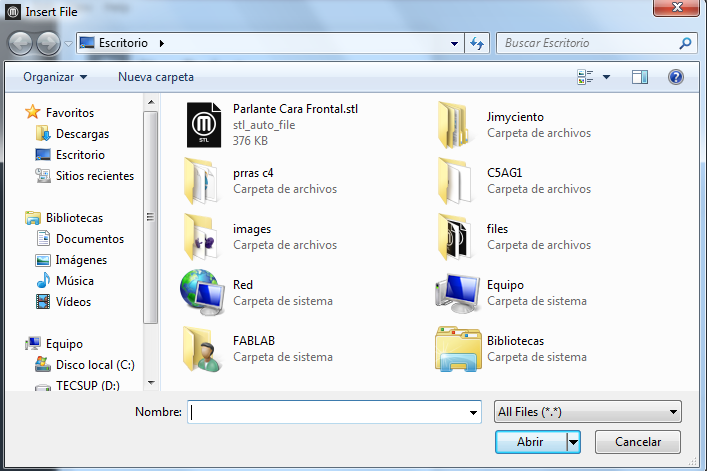 Insert File
Escritorio
Buscar Escritorio
Organizar
Nueva carpeta
Favoritos
Descargas
Escritorio
Sitios recientes
Bibliotecas
Documentos
Imágenes
Música
Vídeos
Equipo
Disco local (C:)
TECSUP (D:)
Parlante Cara Frontal.stl
stl_auto_file
376 KB
STL
Jimyciento
Carpeta de archivos
prras c4
Carpeta de archivos
C5AG1
Carpeta de archivos
images
Carpeta de archivos
files
Carpeta de archivos
Red
Carpeta de sistema
Equipo
Carpeta de sistema
FABLAB
Carpeta de sistema
Bibliotecas
Carpeta de sistema
Nombre:
All Files (*.*)
Abrir
Cancelar